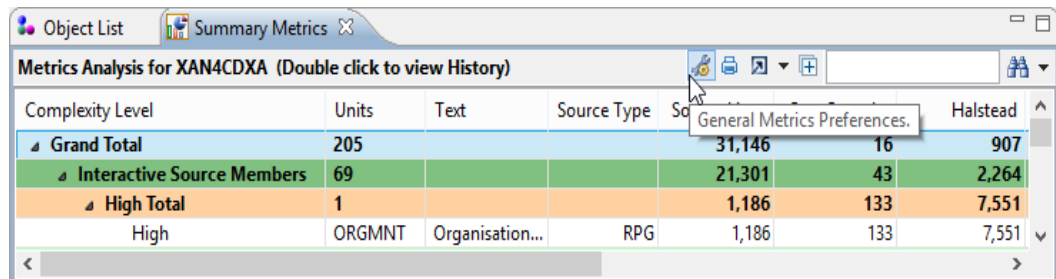 Object List Summary Metrics
Metrics Analysis for XAN4CDXA (Double click to view History)
Complexity Level Units Text Source Type Halstead
General Metrics Preferences.
Grand Total 205 31,146 16 907
Interactive Source Members 69 21,301 43 2,264
High Total 1 1,186 133 7,551
High ORGMNT Organisation... RPG 1,186 133 7,551